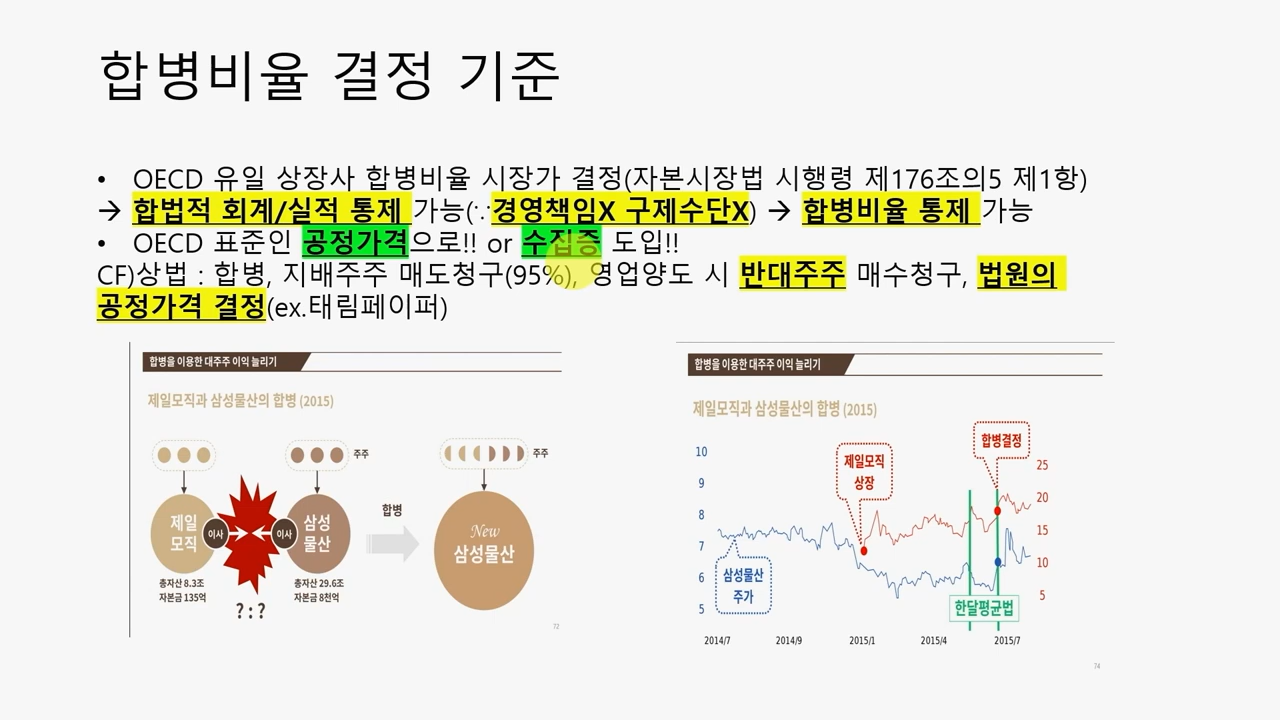 합병비율 결정 기준
• OECD 유일 상장사 합병비율 시장가 결정(자본시장법 시행령 제176조의5 제1항)
→ 합법적 회계/실적 통제 가능(∵경영책임X 구제수단X) → 합병비율 통제 가능
• OECD 표준인 공정가격으로!! or 수집증 도입!!
CF)상법 : 합병, 지배주주 매도청구(95%), 영업양도 시 반대주주 매수청구, 법원의
공정가격 결정(ex.태림페이퍼)
합병을 이용한 대주주 이익 늘리기
제일모직과 삼성물산의 합병 (2015)
주주
주주
제일
모직
이사
이사
삼성
물산
합병
New
삼성물산
총자산 8.3조
자본금 135억
총자산 29.6조
자본금 8천억
? : ?
72
합병을 이용한 대주주 이익 늘리기
제일모직과 삼성물산의 합병 (2015)
합병결정
제일모직
상장
10
9
8
7
6
5
25
20
15
10
5
삼성물산
주가
한달평균법
2014/7
2014/9
2015/1
2015/4
2015/7
74